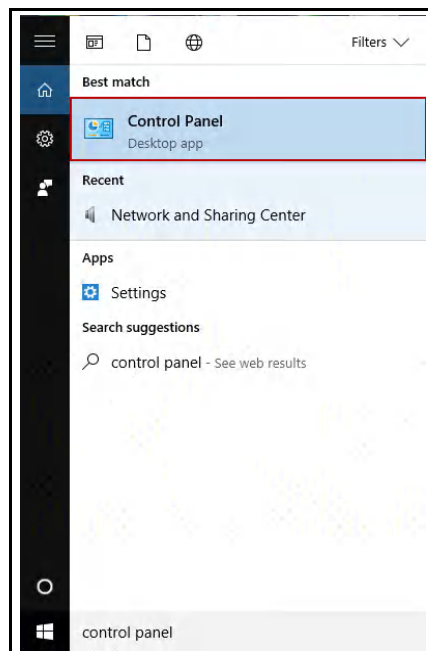 Filters
Best match
Control Panel
Desktop app
Recent
Network and Sharing Center
Apps
Settings
Search suggestions
control panel - See web results
control panel